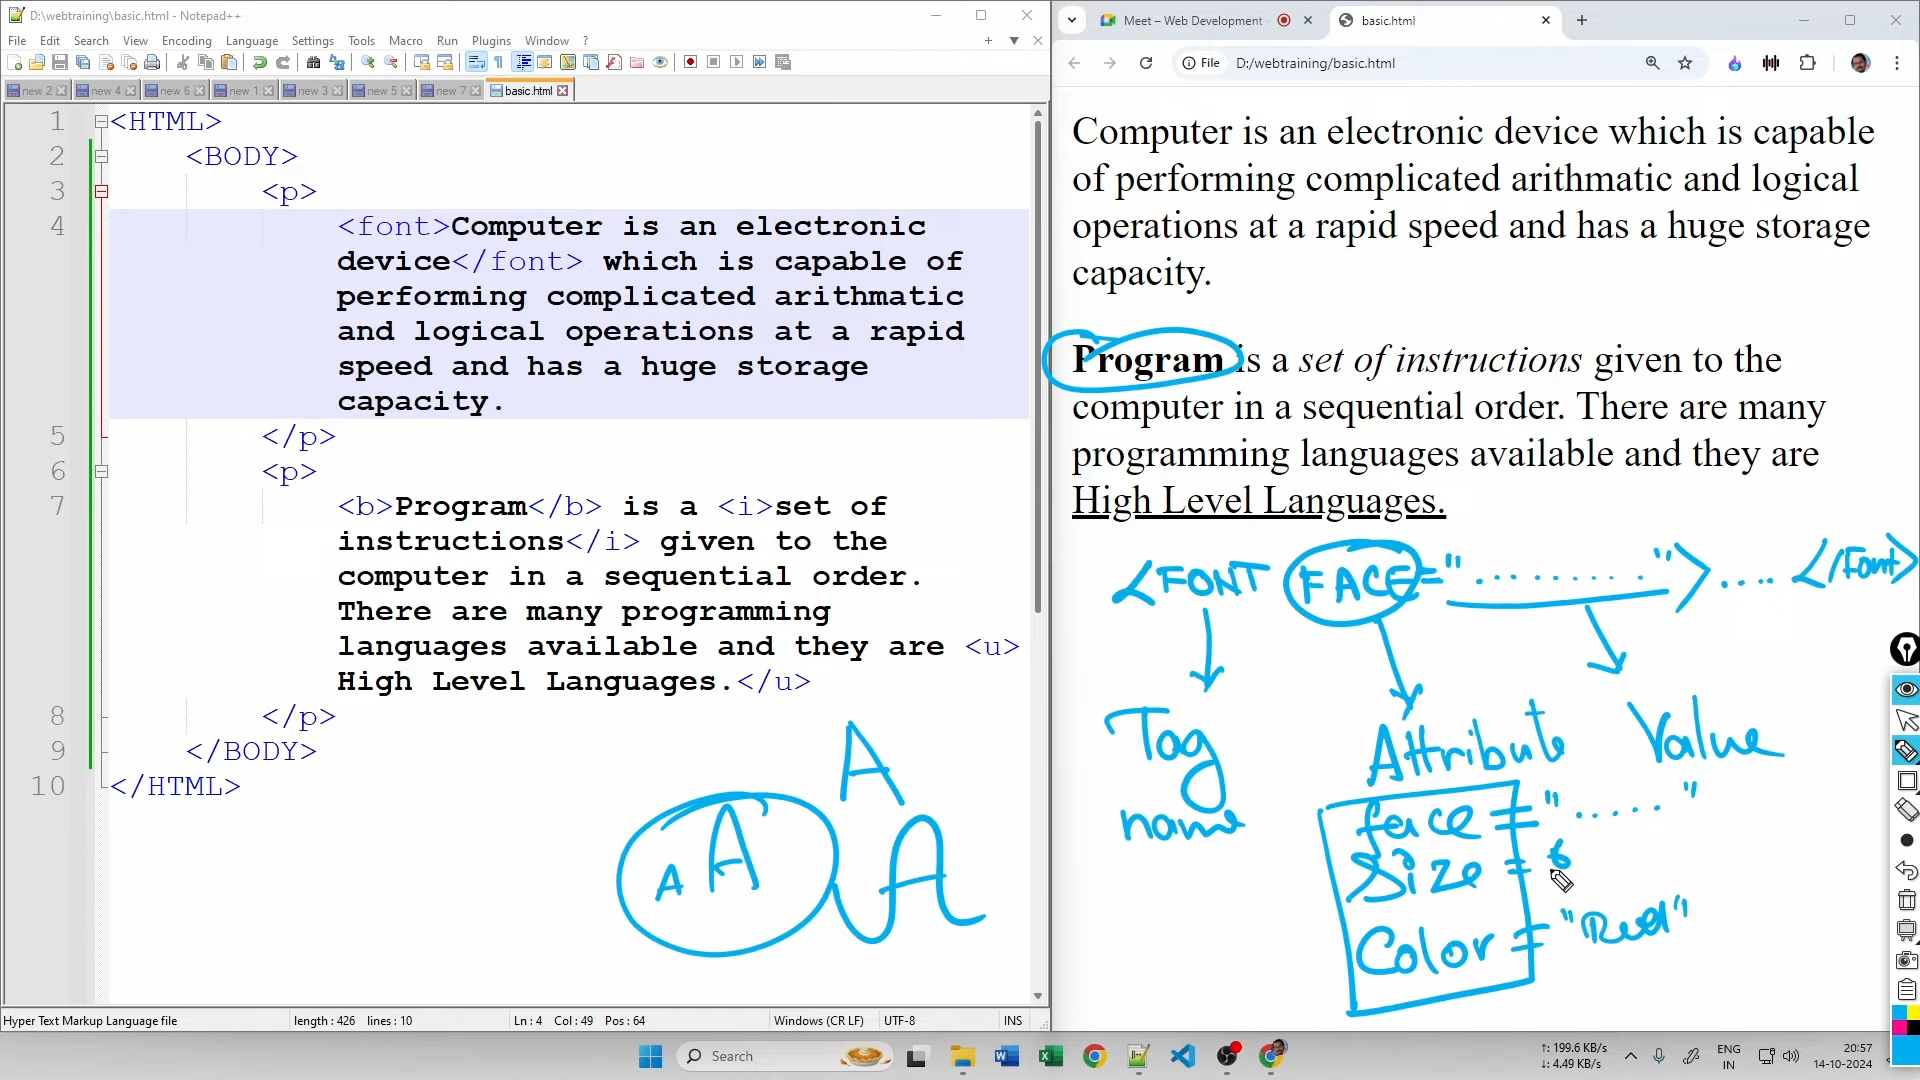 D:\webtraining\basic.html - Notepad++
File Edit Search View Encoding Language Settings Tools Macro Run Plugins Window ?
new 2 new 4 new 6 new 1 new 3 new 5 new 7 basic.html
1 <HTML>
2 <BODY>
3 <p>
4 <font>Computer is an electronic
device</font> which is capable of
performing complicated arithmatic
and logical operations at a rapid
speed and has a huge storage
capacity.
5 </p>
6 <p>
7 <b>Program</b> is a <i>set of
instructions</i> given to the
computer in a sequential order.
There are many programming
languages available and they are <u>
High Level Languages.</u>
8 </p>
9 </BODY>
10 </HTML>
A
A A A
Hyper Text Markup Language file length : 426 lines : 10 Ln : 4 Col : 49 Pos : 64 Windows (CR LF) UTF-8 INS
Meet – Web Development basic.html
File D:/webtraining/basic.html
Computer is an electronic device which is capable
of performing complicated arithmatic and logical
operations at a rapid speed and has a huge storage
capacity.
Program is a set of instructions given to the
computer in a sequential order. There are many
programming languages available and they are
High Level Languages.
<FONT FACE=".........."> .... </Font>
Tag Attribute Value
name
face = "....."
Size = 6
Color = "Red"
Search
↑: 199.6 KB/s
↓: 4.49 KB/s
ENG
IN
20:57
14-10-2024